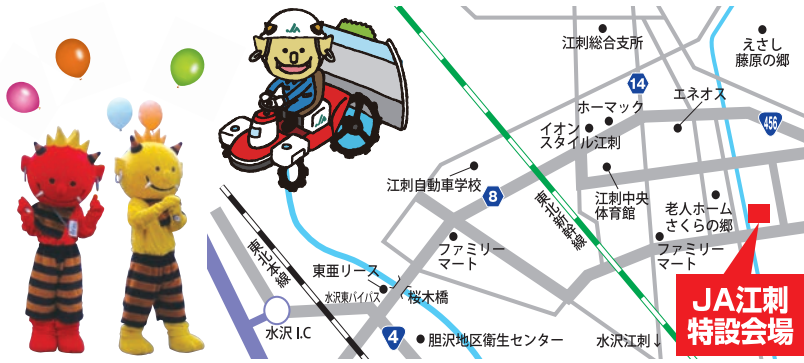 JA
JA
江刺総合支所
えさし
藤原の郷
14
エネオス
ホーマック
456
イオン
スタイル江刺
江刺自動車学校
8
江刺中央
体育館
老人ホーム
さくらの郷
東北新幹線
ファミリー
マート
ファミリー
マート
東北本線
東亜リース
水沢東バイパス
桜木橋
JA江刺
特設会場
水沢I.C
4
胆沢地区衛生センター
水沢江刺↓